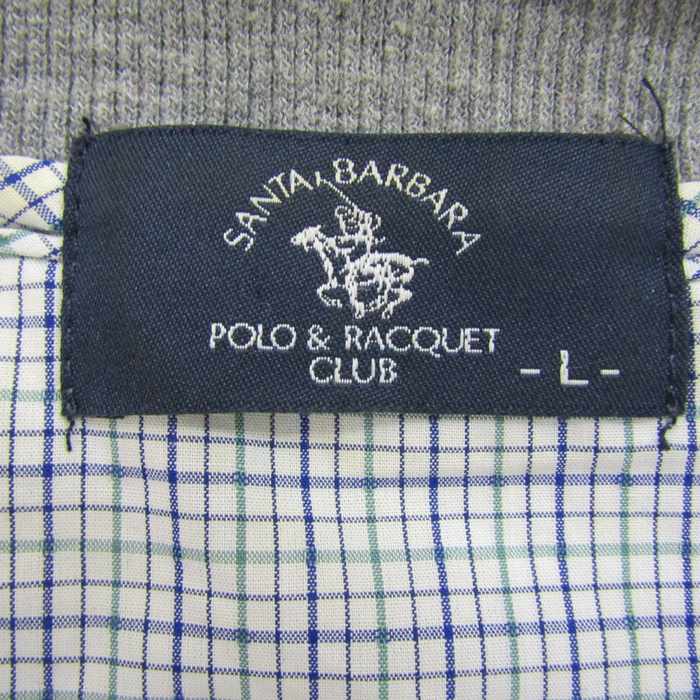 SANTA BARBARA
POLO & RACQUET
CLUB
- L -